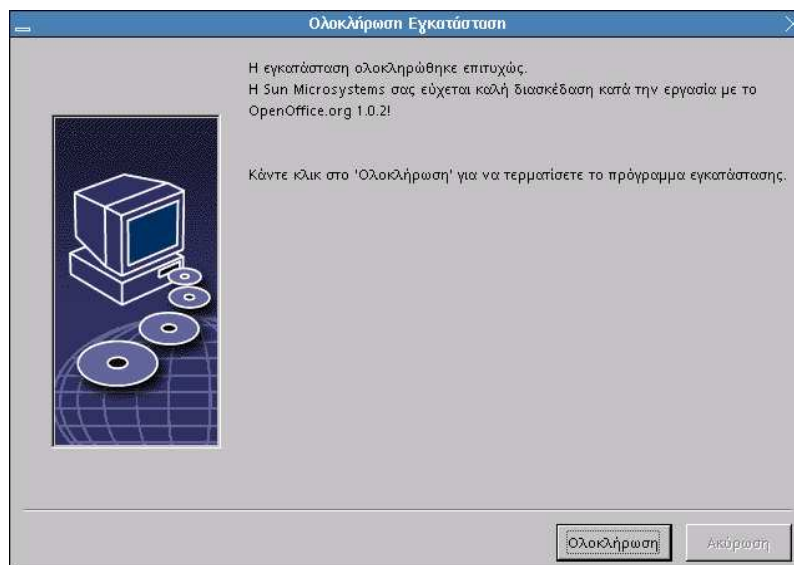 Ολοκλήρωση Εγκατάσταση
Η εγκατάσταση ολοκληρώθηκε επιτυχώς.
Η Sun Microsystems σας εύχεται καλή διασκέδαση κατά την εργασία με το
OpenOffice.org 1.0.2!
Κάντε κλικ στο 'Ολοκλήρωση' για να τερματίσετε το πρόγραμμα εγκατάστασης.
Ολοκλήρωση
Ακύρωση